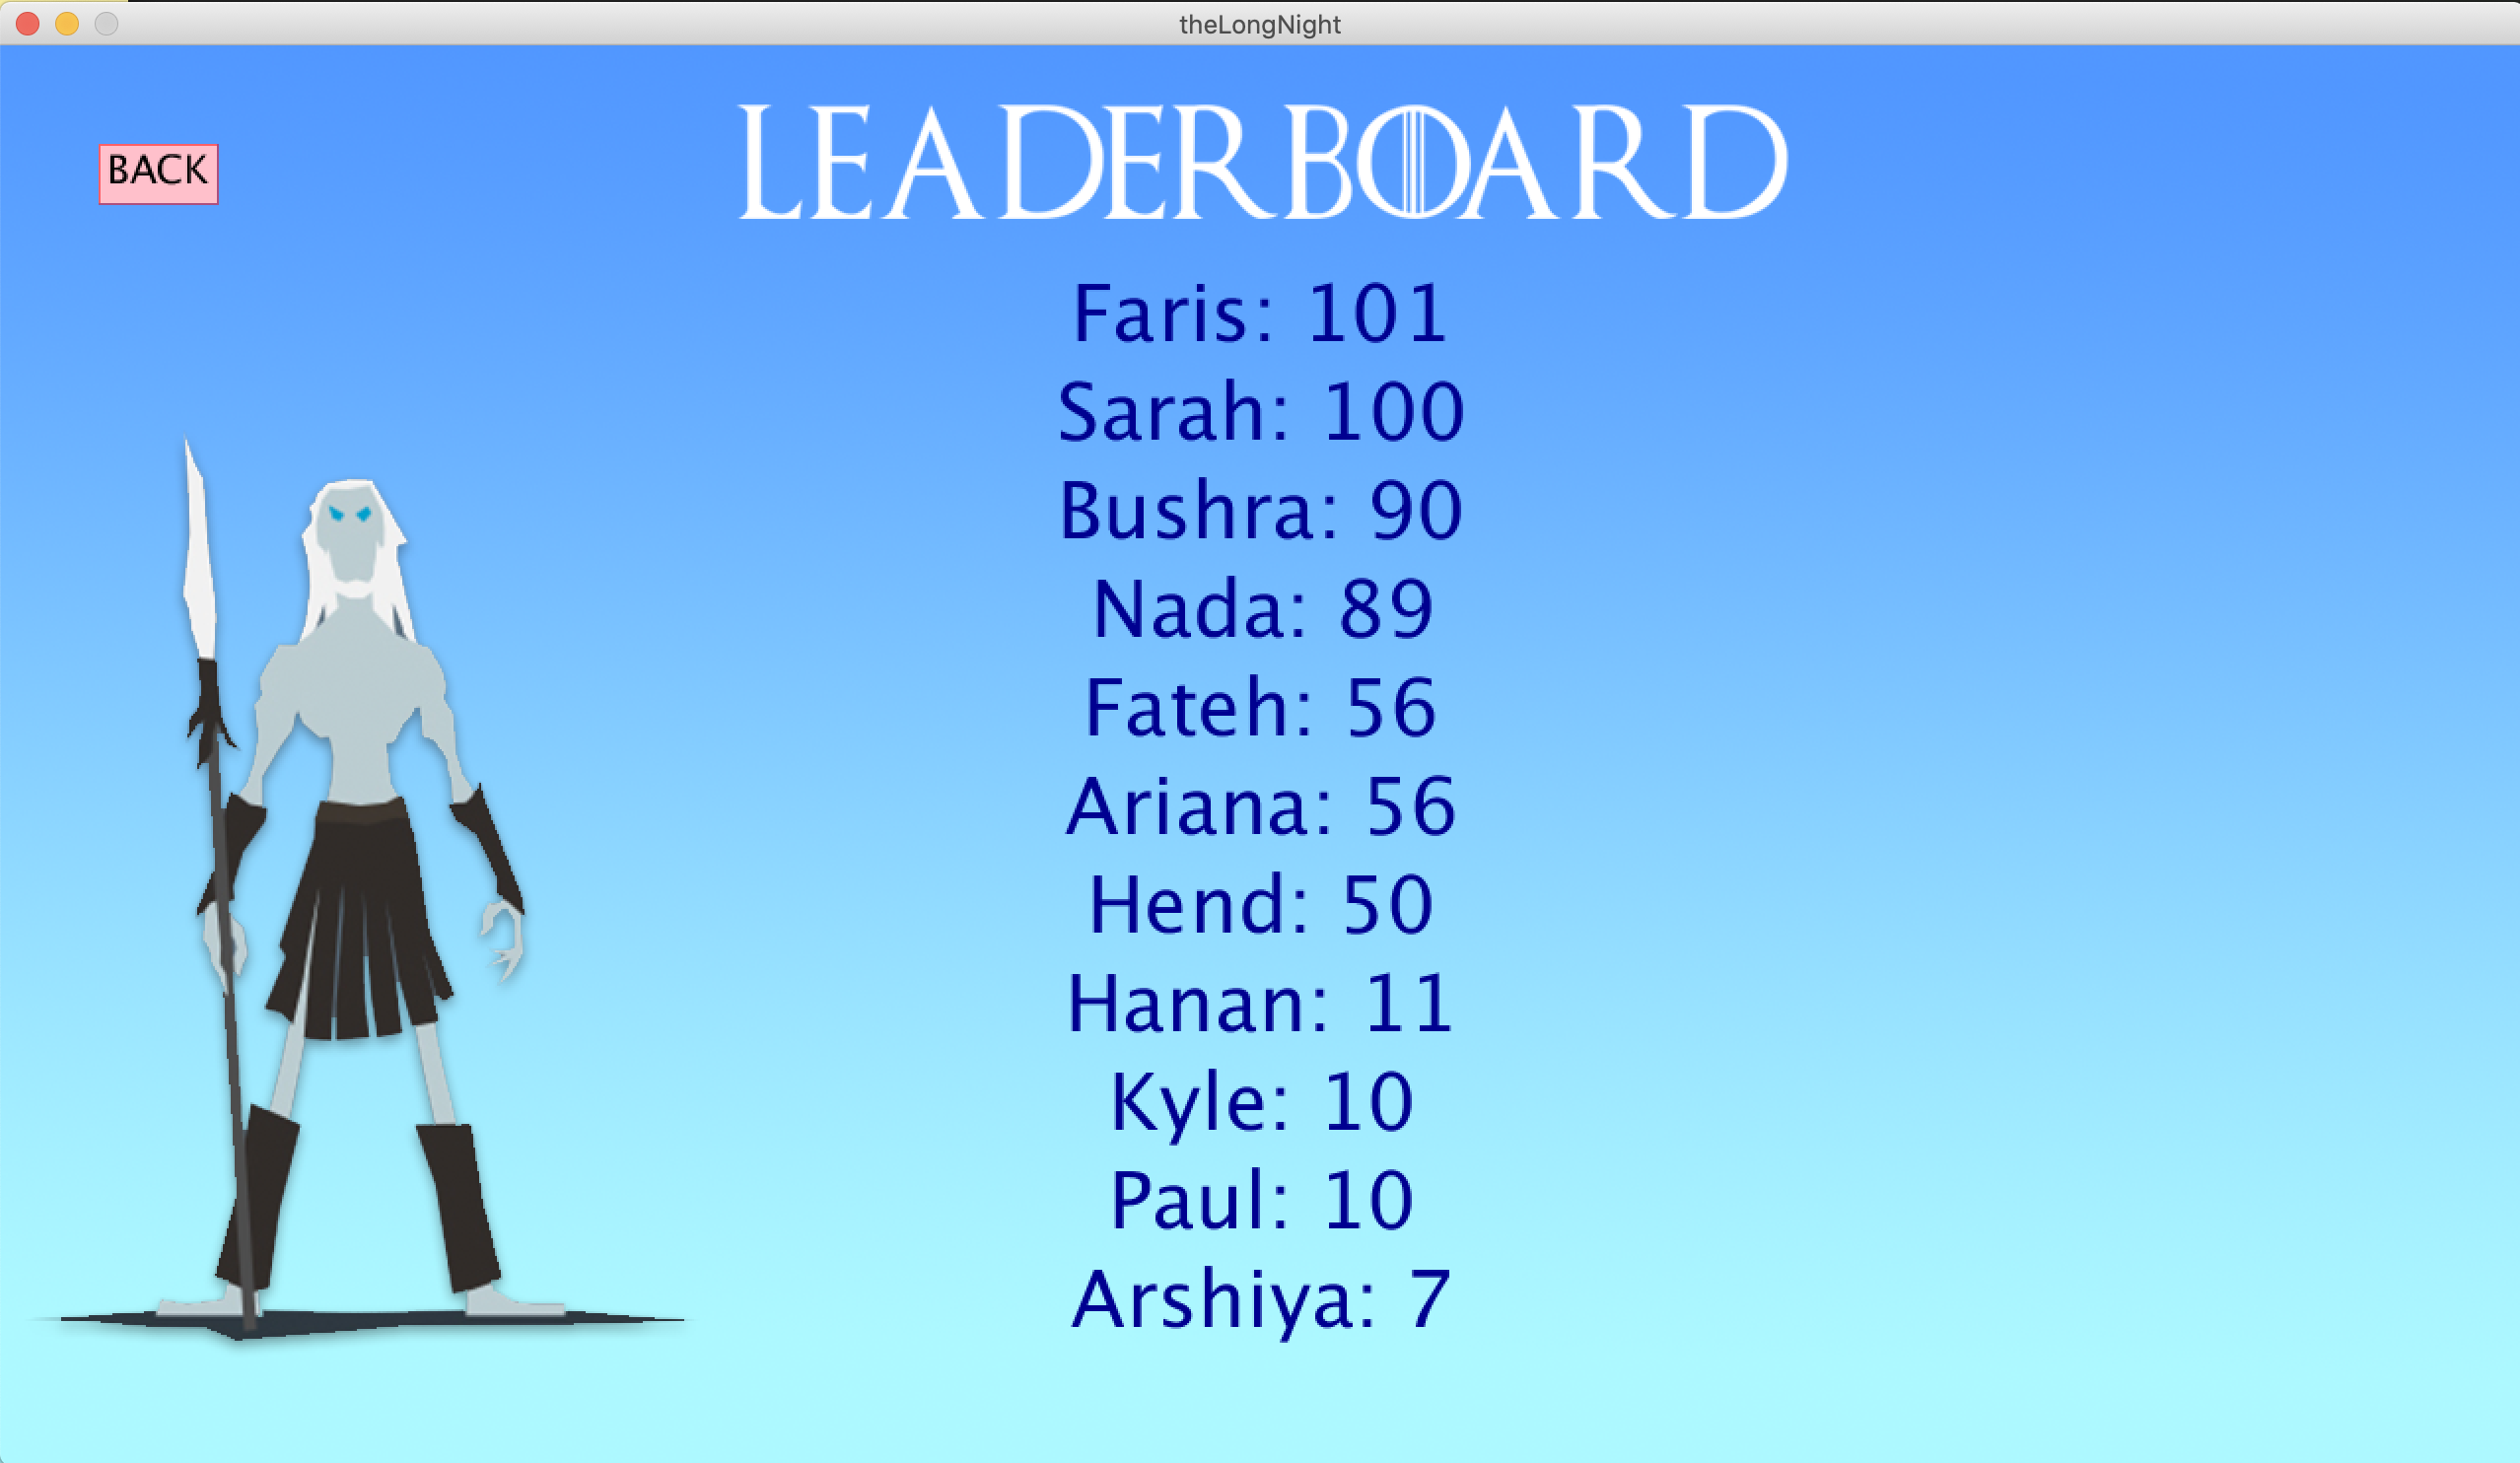 theLongNight
LEADERBOARD
BACK
Faris: 101
Sarah: 100
Bushra: 90
Nada: 89
Fateh: 56
Ariana: 56
Hend: 50
Hanan: 11
Kyle: 10
Paul: 10
Arshiya: 7